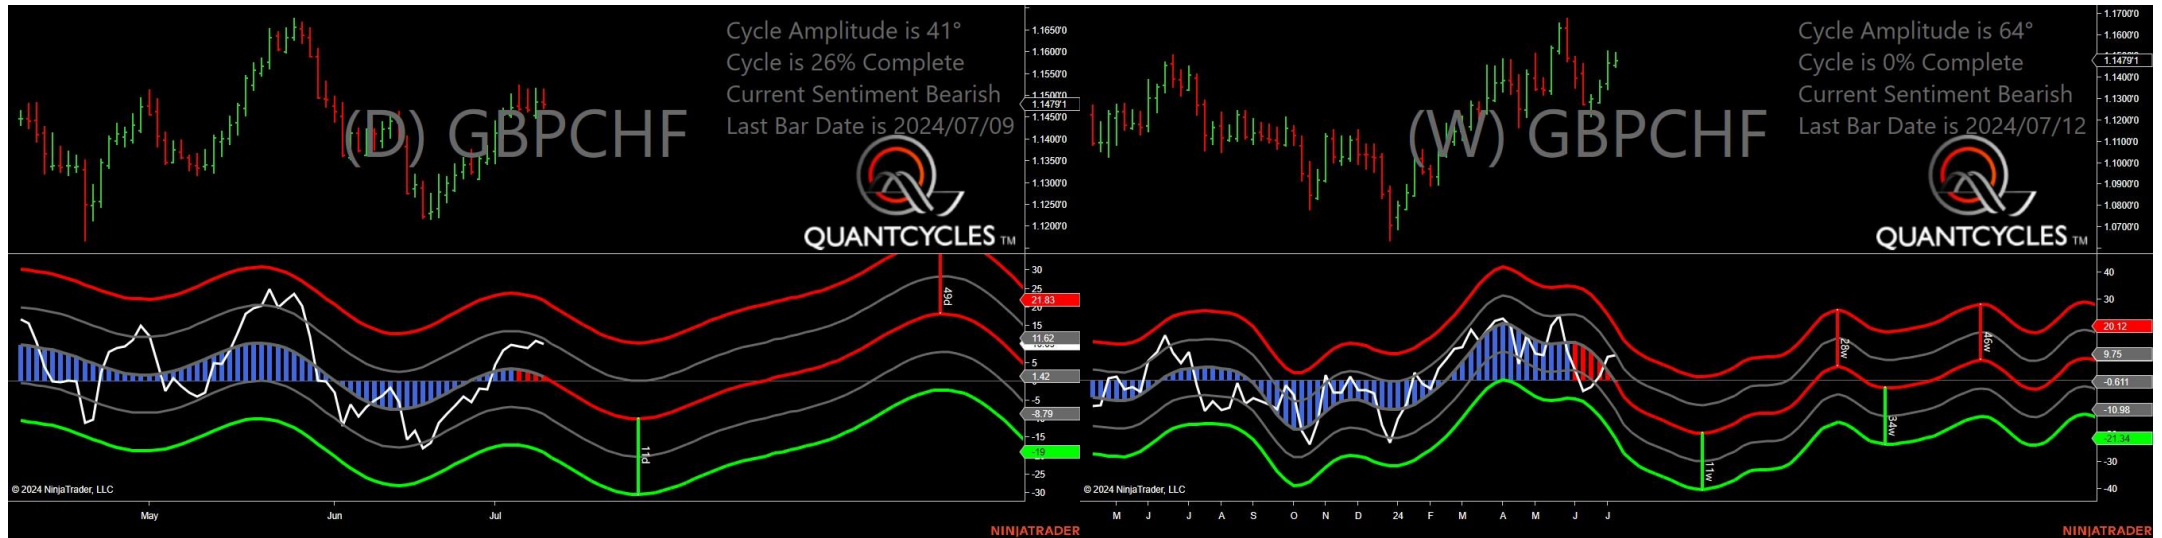 Cycle Amplitude is 41°
Cycle is 26% Complete
Current Sentiment Bearish
Last Bar Date is 2024/07/09
(D) GBPCHF
QUANTCYCLES TM
1.1650'0
1.1600'0
1.1550'0
1.1500'0
1.1479'1
1.1450'0
1.1400'0
1.1350'0
1.1300'0
1.1250'0
1.1200'0
30
25
21.83
20
15
11.62
5
1.42
-5
-8.79
-15
-19
-25
-30
49d
11d
© 2024 NinjaTrader, LLC
May
Jun
Jul
NINJATRADER
Cycle Amplitude is 64°
Cycle is 0% Complete
Current Sentiment Bearish
Last Bar Date is 2024/07/12
(W) GBPCHF
QUANTCYCLES TM
1.1700'0
1.1600'0
1.1479'1
1.1400'0
1.1300'0
1.1200'0
1.1100'0
1.1000'0
1.0900'0
1.0800'0
1.0700'0
40
30
20.12
9.75
-0.611
-10.98
-21.34
-30
-40
28w
46w
34w
11w
© 2024 NinjaTrader, LLC
M
J
J
A
S
O
N
D
24
F
M
A
M
J
J
NINJATRADER